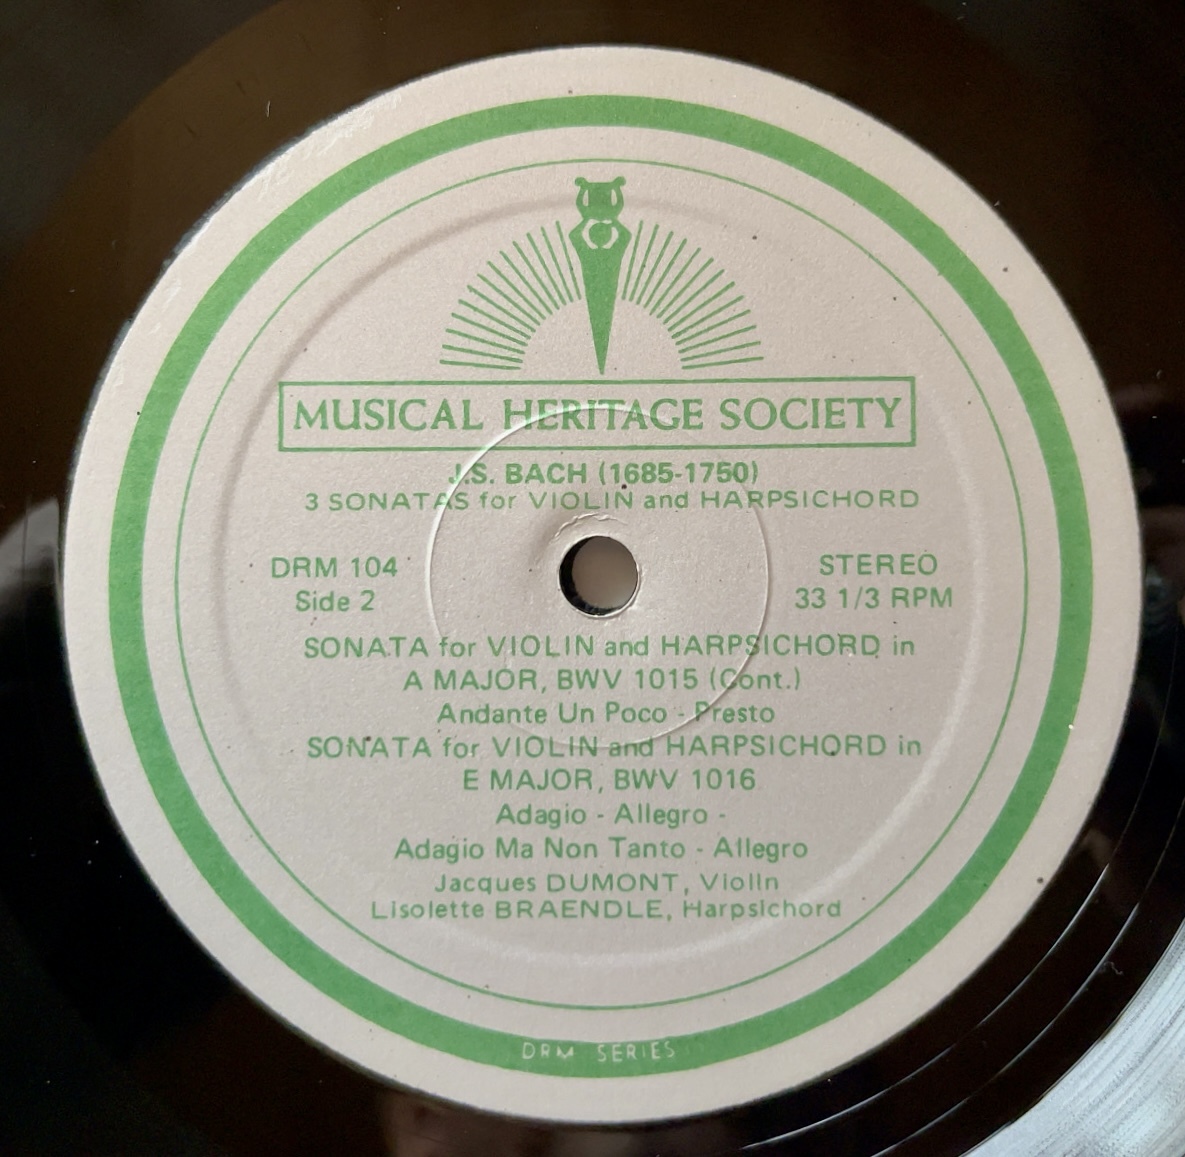 MUSICAL HERITAGE SOCIETY
J.S. BACH (1685-1750)
3 SONATAS for VIOLIN and HARPSICHORD
DRM 104
Side 2
STEREO
33 1/3 RPM
SONATA for VIOLIN and HARPSICHORD in
A MAJOR, BWV 1015 (Cont.)
Andante Un Poco - Presto
SONATA for VIOLIN and HARPSICHORD in
E MAJOR, BWV 1016
Adagio - Allegro -
Adagio Ma Non Tanto - Allegro
Jacques DUMONT, Violin
Lisolette BRAENDLE, Harpsichord
DRM SERIES